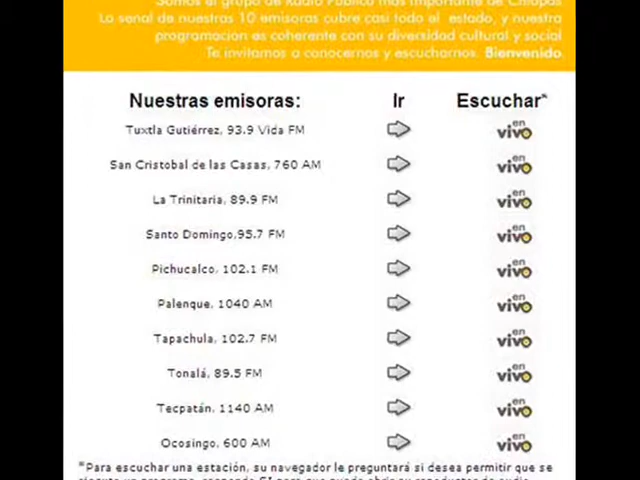 Somos el grupo de Radio Público más importante de Chiapas
La señal de nuestras 10 emisoras cubre casi todo el estado, y nuestra
programación es coherente con su diversidad cultural y social
Te invitamos a conocernos y escucharnos. Bienvenido.
Nuestras emisoras: Ir Escuchar*
Tuxtla Gutiérrez, 93.9 Vida FM en vivo
San Cristobal de las Casas, 760 AM en vivo
La Trinitaria, 89.9 FM en vivo
Santo Domingo,95.7 FM en vivo
Pichucalco, 102.1 FM en vivo
Palenque, 1040 AM en vivo
Tapachula, 102.7 FM en vivo
Tonalá, 89.5 FM en vivo
Tecpatán, 1140 AM en vivo
Ocosingo, 600 AM en vivo
*Para escuchar una estación, su navegador le preguntará si desea permitir que se